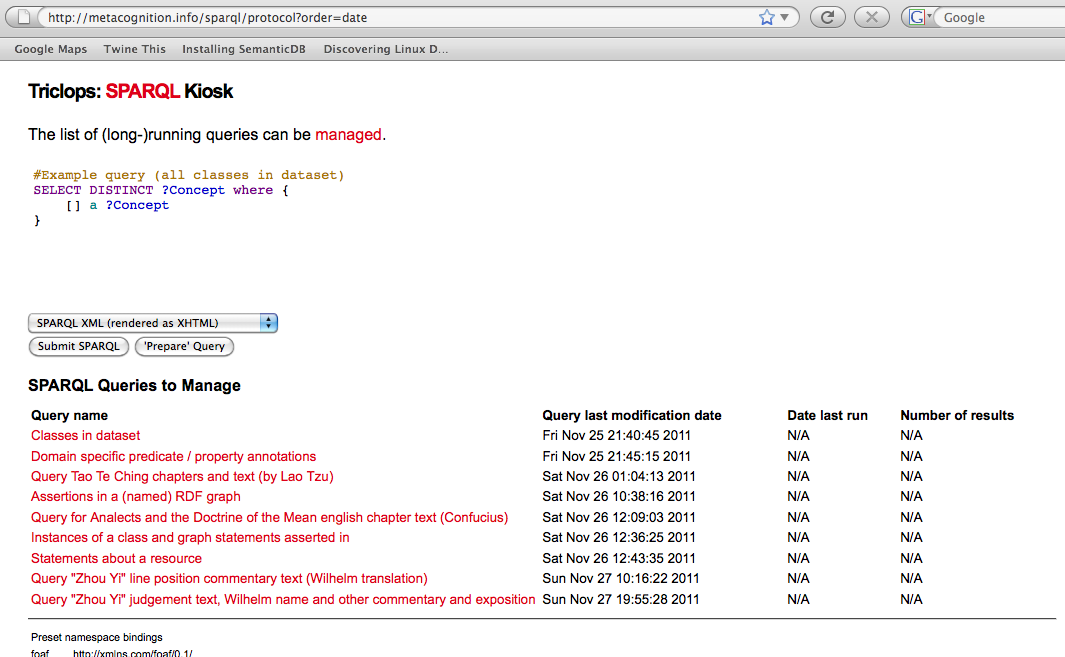 http://metacognition.info/sparql/protocol?order=date
Google
Google Maps Twine This Installing SemanticDB Discovering Linux D...
Triclops: SPARQL Kiosk
The list of (long-)running queries can be managed.
#Example query (all classes in dataset)
SELECT DISTINCT ?Concept where {
[] a ?Concept
}
SPARQL XML (rendered as XHTML)
Submit SPARQL 'Prepare' Query
SPARQL Queries to Manage
Query name Query last modification date Date last run Number of results
Classes in dataset Fri Nov 25 21:40:45 2011 N/A N/A
Domain specific predicate / property annotations Fri Nov 25 21:45:15 2011 N/A N/A
Query Tao Te Ching chapters and text (by Lao Tzu) Sat Nov 26 01:04:13 2011 N/A N/A
Assertions in a (named) RDF graph Sat Nov 26 10:38:16 2011 N/A N/A
Query for Analects and the Doctrine of the Mean english chapter text (Confucius) Sat Nov 26 12:09:03 2011 N/A N/A
Instances of a class and graph statements asserted in Sat Nov 26 12:36:25 2011 N/A N/A
Statements about a resource Sat Nov 26 12:43:35 2011 N/A N/A
Query "Zhou Yi" line position commentary text (Wilhelm translation) Sun Nov 27 10:16:22 2011 N/A N/A
Query "Zhou Yi" judgement text, Wilhelm name and other commentary and exposition Sun Nov 27 19:55:28 2011 N/A N/A
Preset namespace bindings
foaf http://xmlns.com/foaf/0.1/